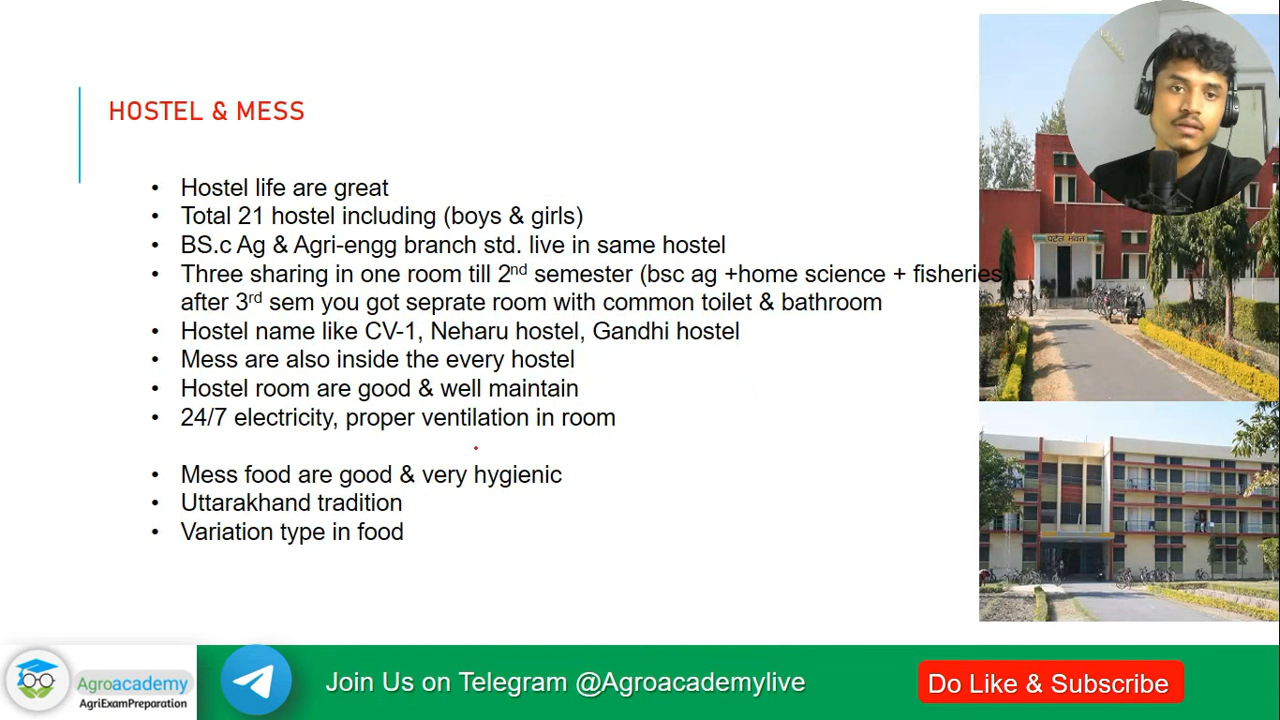 HOSTEL & MESS
• Hostel life are great
• Total 21 hostel including (boys & girls)
• BS.c Ag & Agri-engg branch std. live in same hostel
• Three sharing in one room till 2nd semester (bsc ag +home science + fisheries)
after 3rd sem you got seprate room with common toilet & bathroom
• Hostel name like CV-1, Neharu hostel, Gandhi hostel
• Mess are also inside the every hostel
• Hostel room are good & well maintain
• 24/7 electricity, proper ventilation in room
• Mess food are good & very hygienic
• Uttarakhand tradition
• Variation type in food
पटेल भवन
Agroacademy
AgriExamPreparation
Join Us on Telegram @Agroacademylive
Do Like & Subscribe